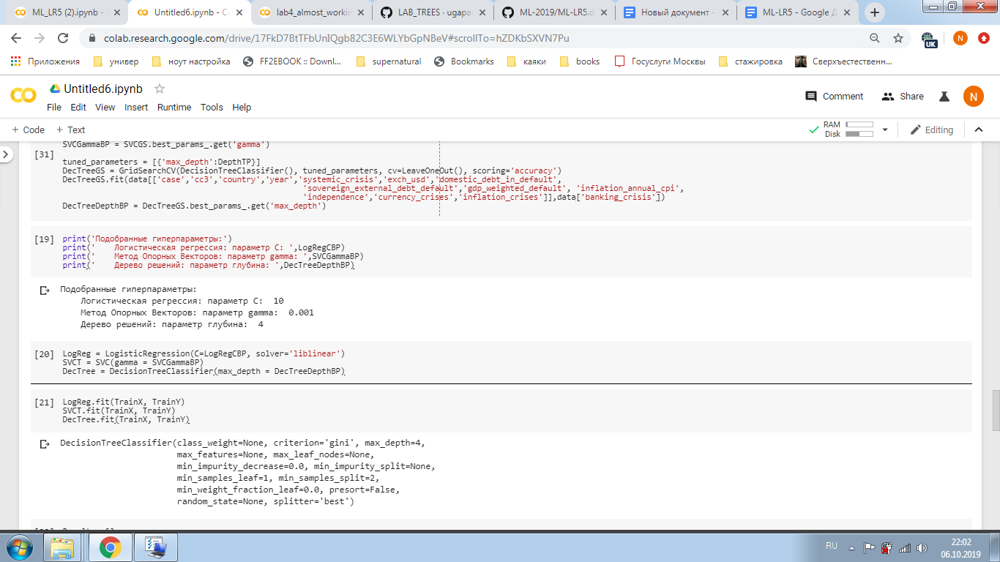 ML_LR5 (2).ipynb -
Untitled6.ipynb - Co
lab4_almost_workin
LAB_TREES · ugapar
ML-2019/ML-LR5.d
Новый документ -
ML-LR5 - Google Д
colab.research.google.com/drive/17FkD7BtTFbUnIQgb82C3E6WLYbGpNBeV#scrollTo=hZDKbSXVN7Pu
UK
N
Приложения
универ
ноут настройка
FF2EBOOK :: Downl...
supernatural
Bookmarks
каяки
books
Госуслуги Москвы
стажировка
Сверхъестественн...
Untitled6.ipynb
Comment
Share
N
File Edit View Insert Runtime Tools Help
+ Code + Text
RAM
Disk
Editing
SVCGammaBP = SVCGS.best_params_.get('gamma')
[31]
tuned_parameters = [{'max_depth':DepthTP}]
DecTreeGS = GridSearchCV(DecisionTreeClassifier(), tuned_parameters, cv=LeaveOneOut(), scoring='accuracy')
DecTreeGS.fit(data[['case','cc3','country','year','systemic_crisis','exch_usd','domestic_debt_in_default',
'sovereign_external_debt_default','gdp_weighted_default', 'inflation_annual_cpi',
'independence','currency_crises','inflation_crises']],data['banking_crisis'])
DecTreeDepthBP = DecTreeGS.best_params_.get('max_depth')
[19] print('Подобранные гиперпараметры:')
print('    Логистическая регрессия: параметр C: ',LogRegCBP)
print('    Метод Опорных Векторов: параметр gamma: ',SVCGammaBP)
print('    Дерево решений: параметр глубина: ',DecTreeDepthBP)
Подобранные гиперпараметры:
Логистическая регрессия: параметр C:  10
Метод Опорных Векторов: параметр gamma:  0.001
Дерево решений: параметр глубина:  4
[20] LogReg = LogisticRegression(C=LogRegCBP, solver='liblinear')
SVCT = SVC(gamma = SVCGammaBP)
DecTree = DecisionTreeClassifier(max_depth = DecTreeDepthBP)
[21] LogReg.fit(TrainX, TrainY)
SVCT.fit(TrainX, TrainY)
DecTree.fit(TrainX, TrainY)
DecisionTreeClassifier(class_weight=None, criterion='gini', max_depth=4,
max_features=None, max_leaf_nodes=None,
min_impurity_decrease=0.0, min_impurity_split=None,
min_samples_leaf=1, min_samples_split=2,
min_weight_fraction_leaf=0.0, presort=False,
random_state=None, splitter='best')
RU
22:02
06.10.2019